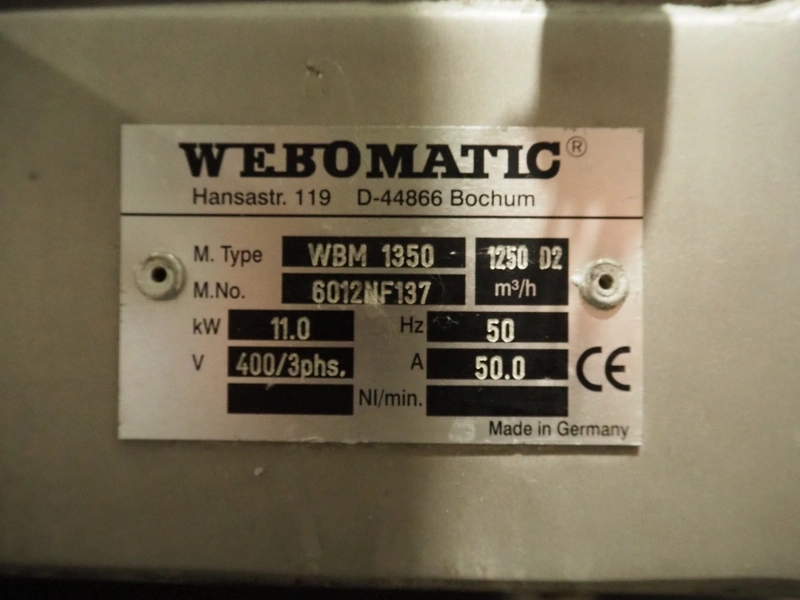 WEBOMATIC®
Hansastr. 119 D-44866 Bochum
M. Type WBM 1350 1250 D2
M.No. 6012NF137 m³/h
kW 11.0 Hz 50
V 400/3phs. A 50.0 CE
Nl/min.
Made in Germany